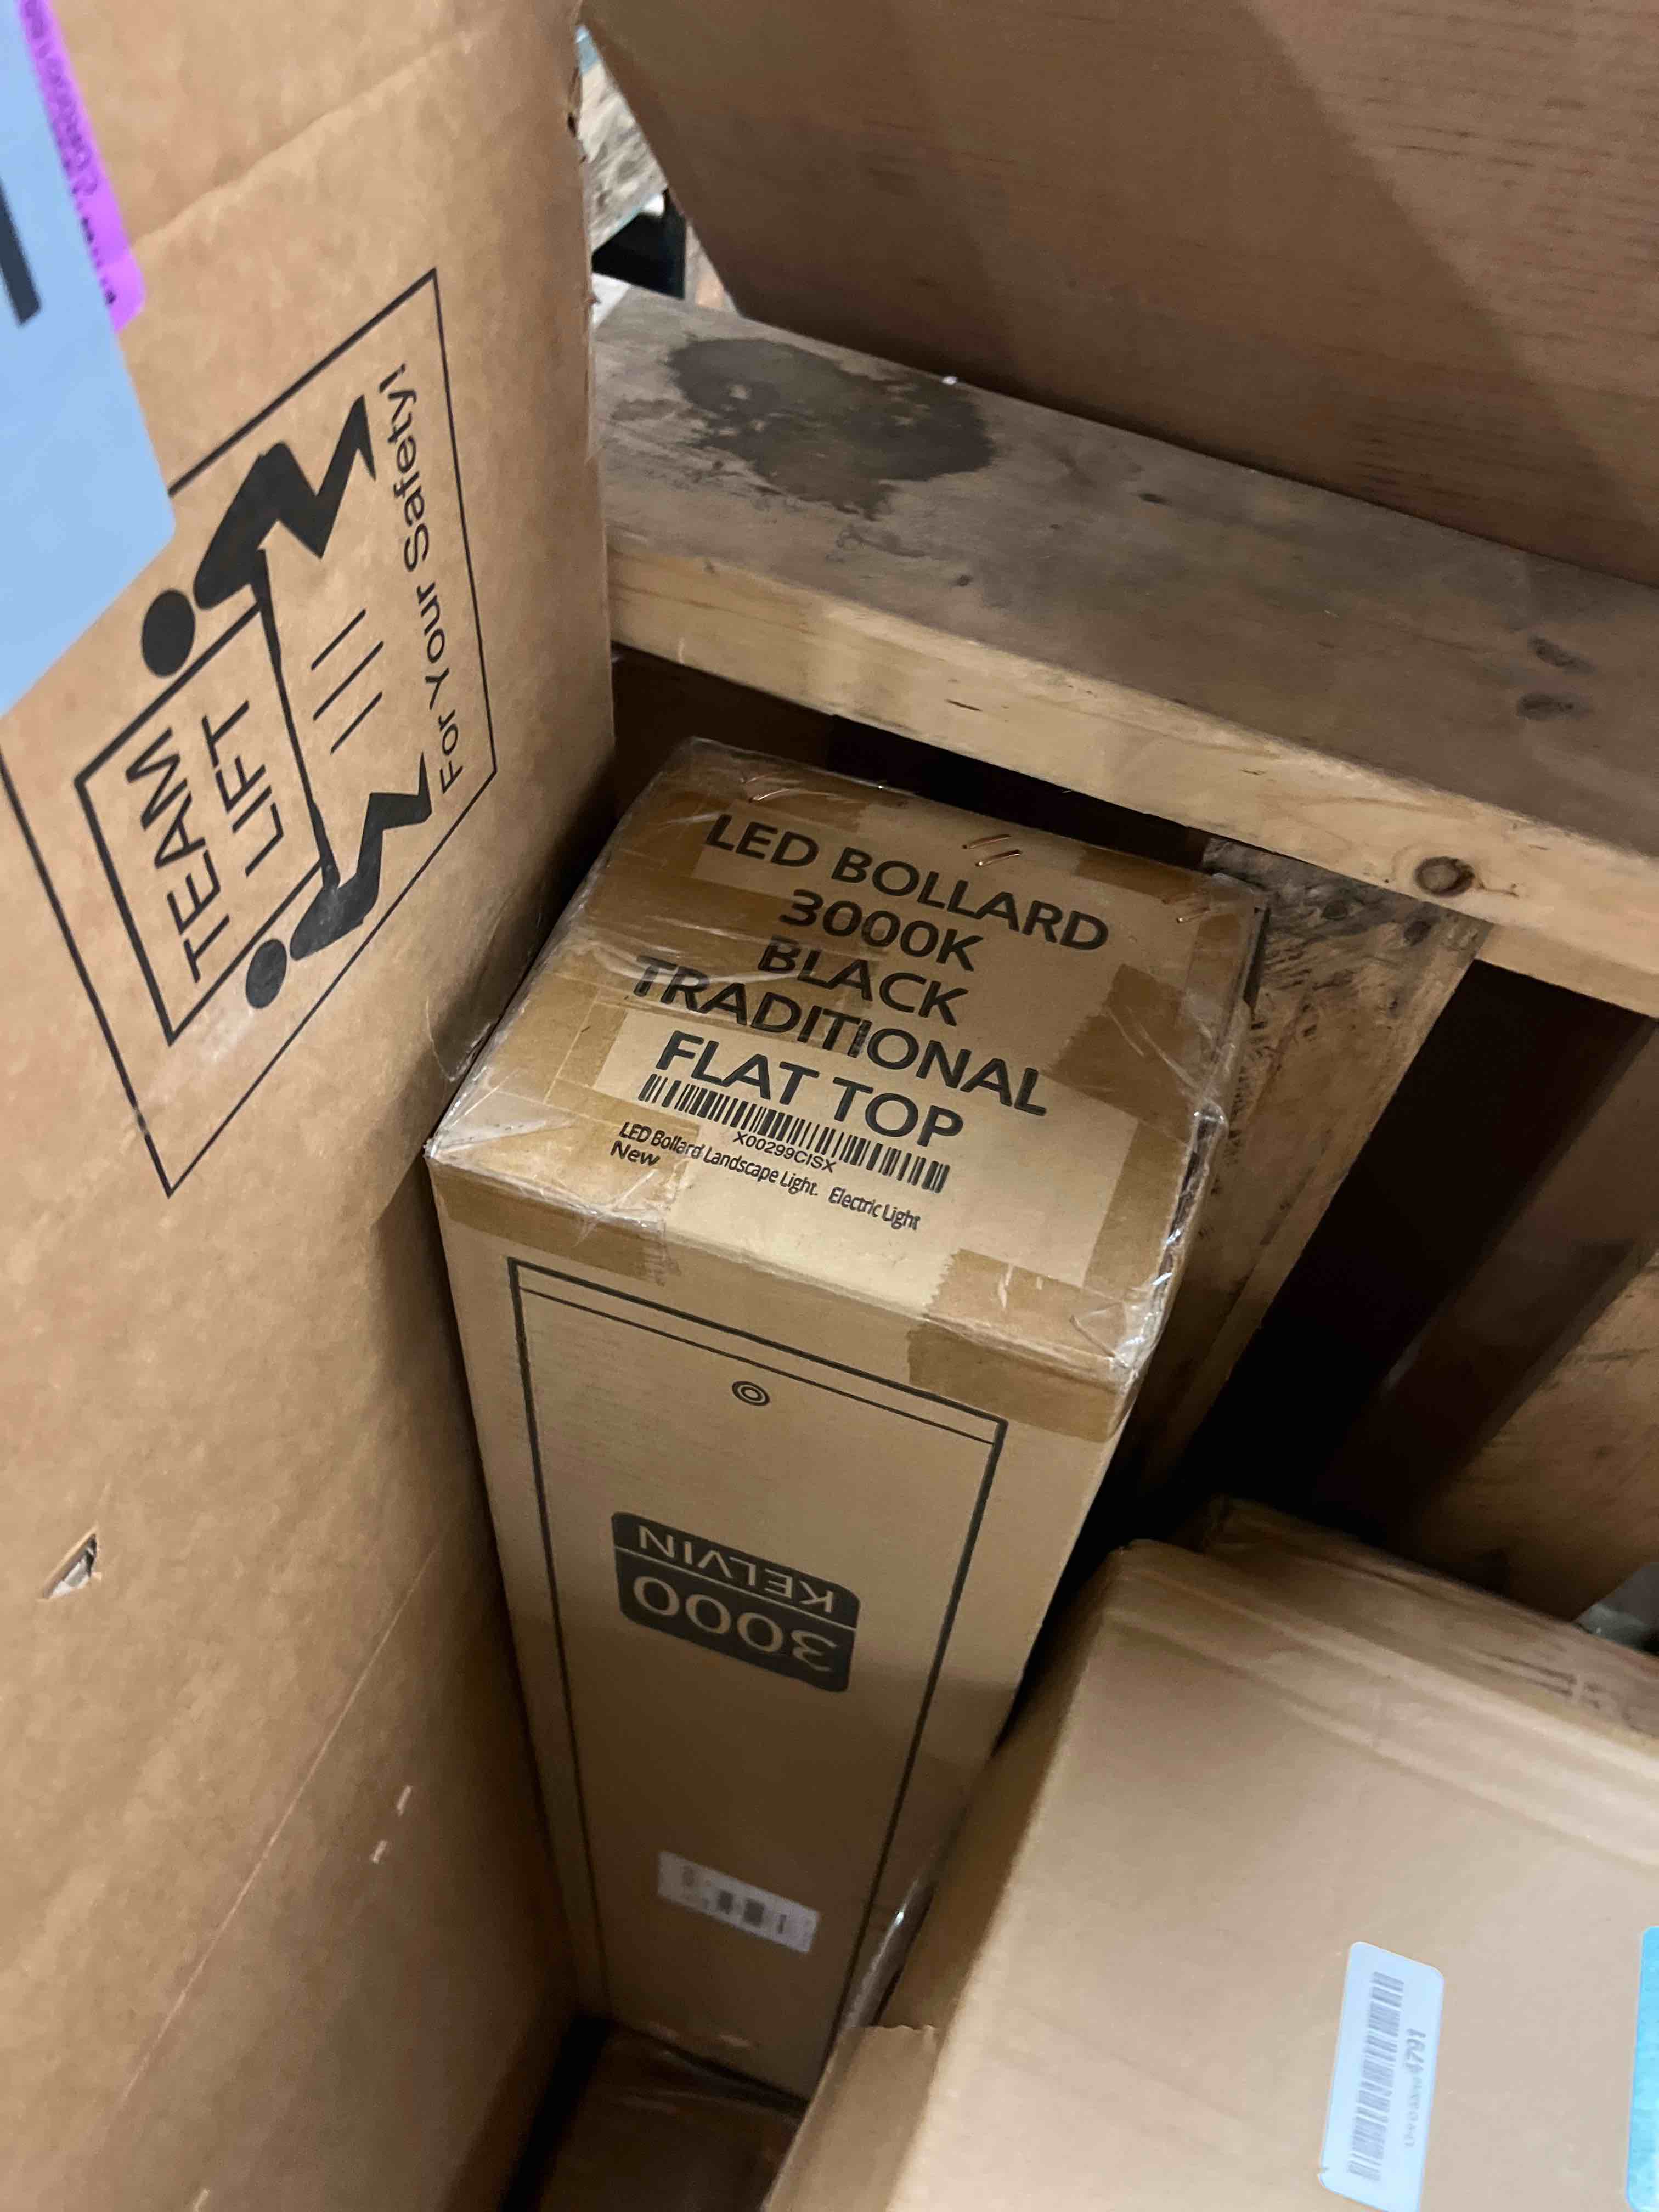 TEAM
LIFT
For Your Safety!
LED BOLLARD
3000K
BLACK
TRADITIONAL
FLAT TOP
X00299CISX
LED Bollard Landscape Light. Electric Light
New
3000
KELVIN
4791